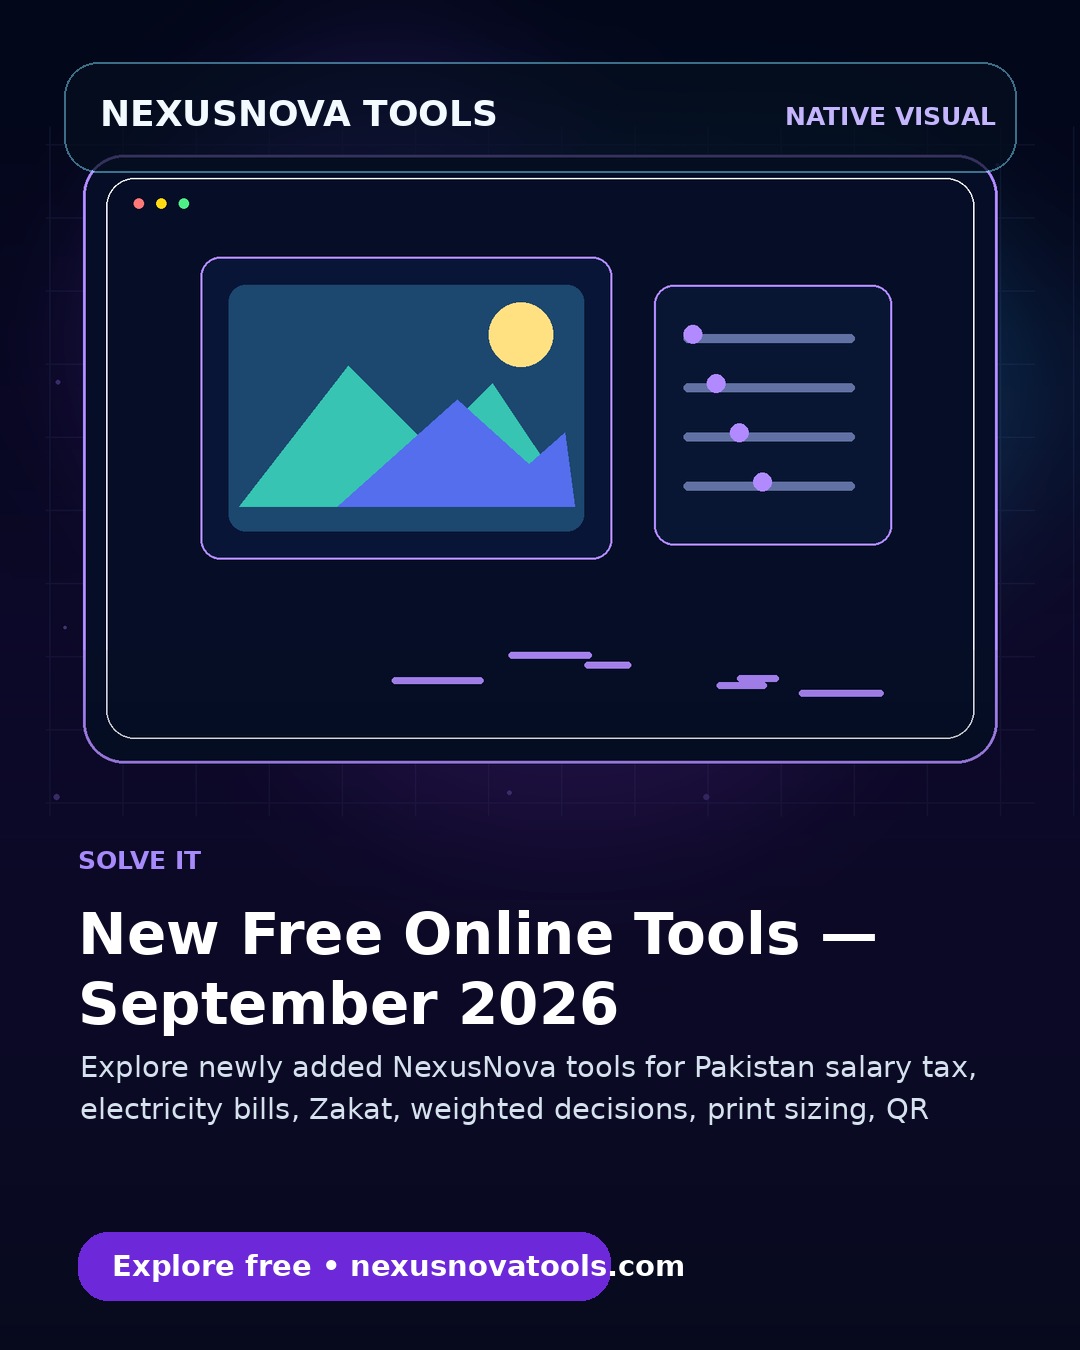 NEXUSNOVA TOOLS
NATIVE VISUAL
SOLVE IT
New Free Online Tools —
September 2026
Explore newly added NexusNova tools for Pakistan salary tax,
electricity bills, Zakat, weighted decisions, print sizing, QR
Explore free • nexusnovatools.com